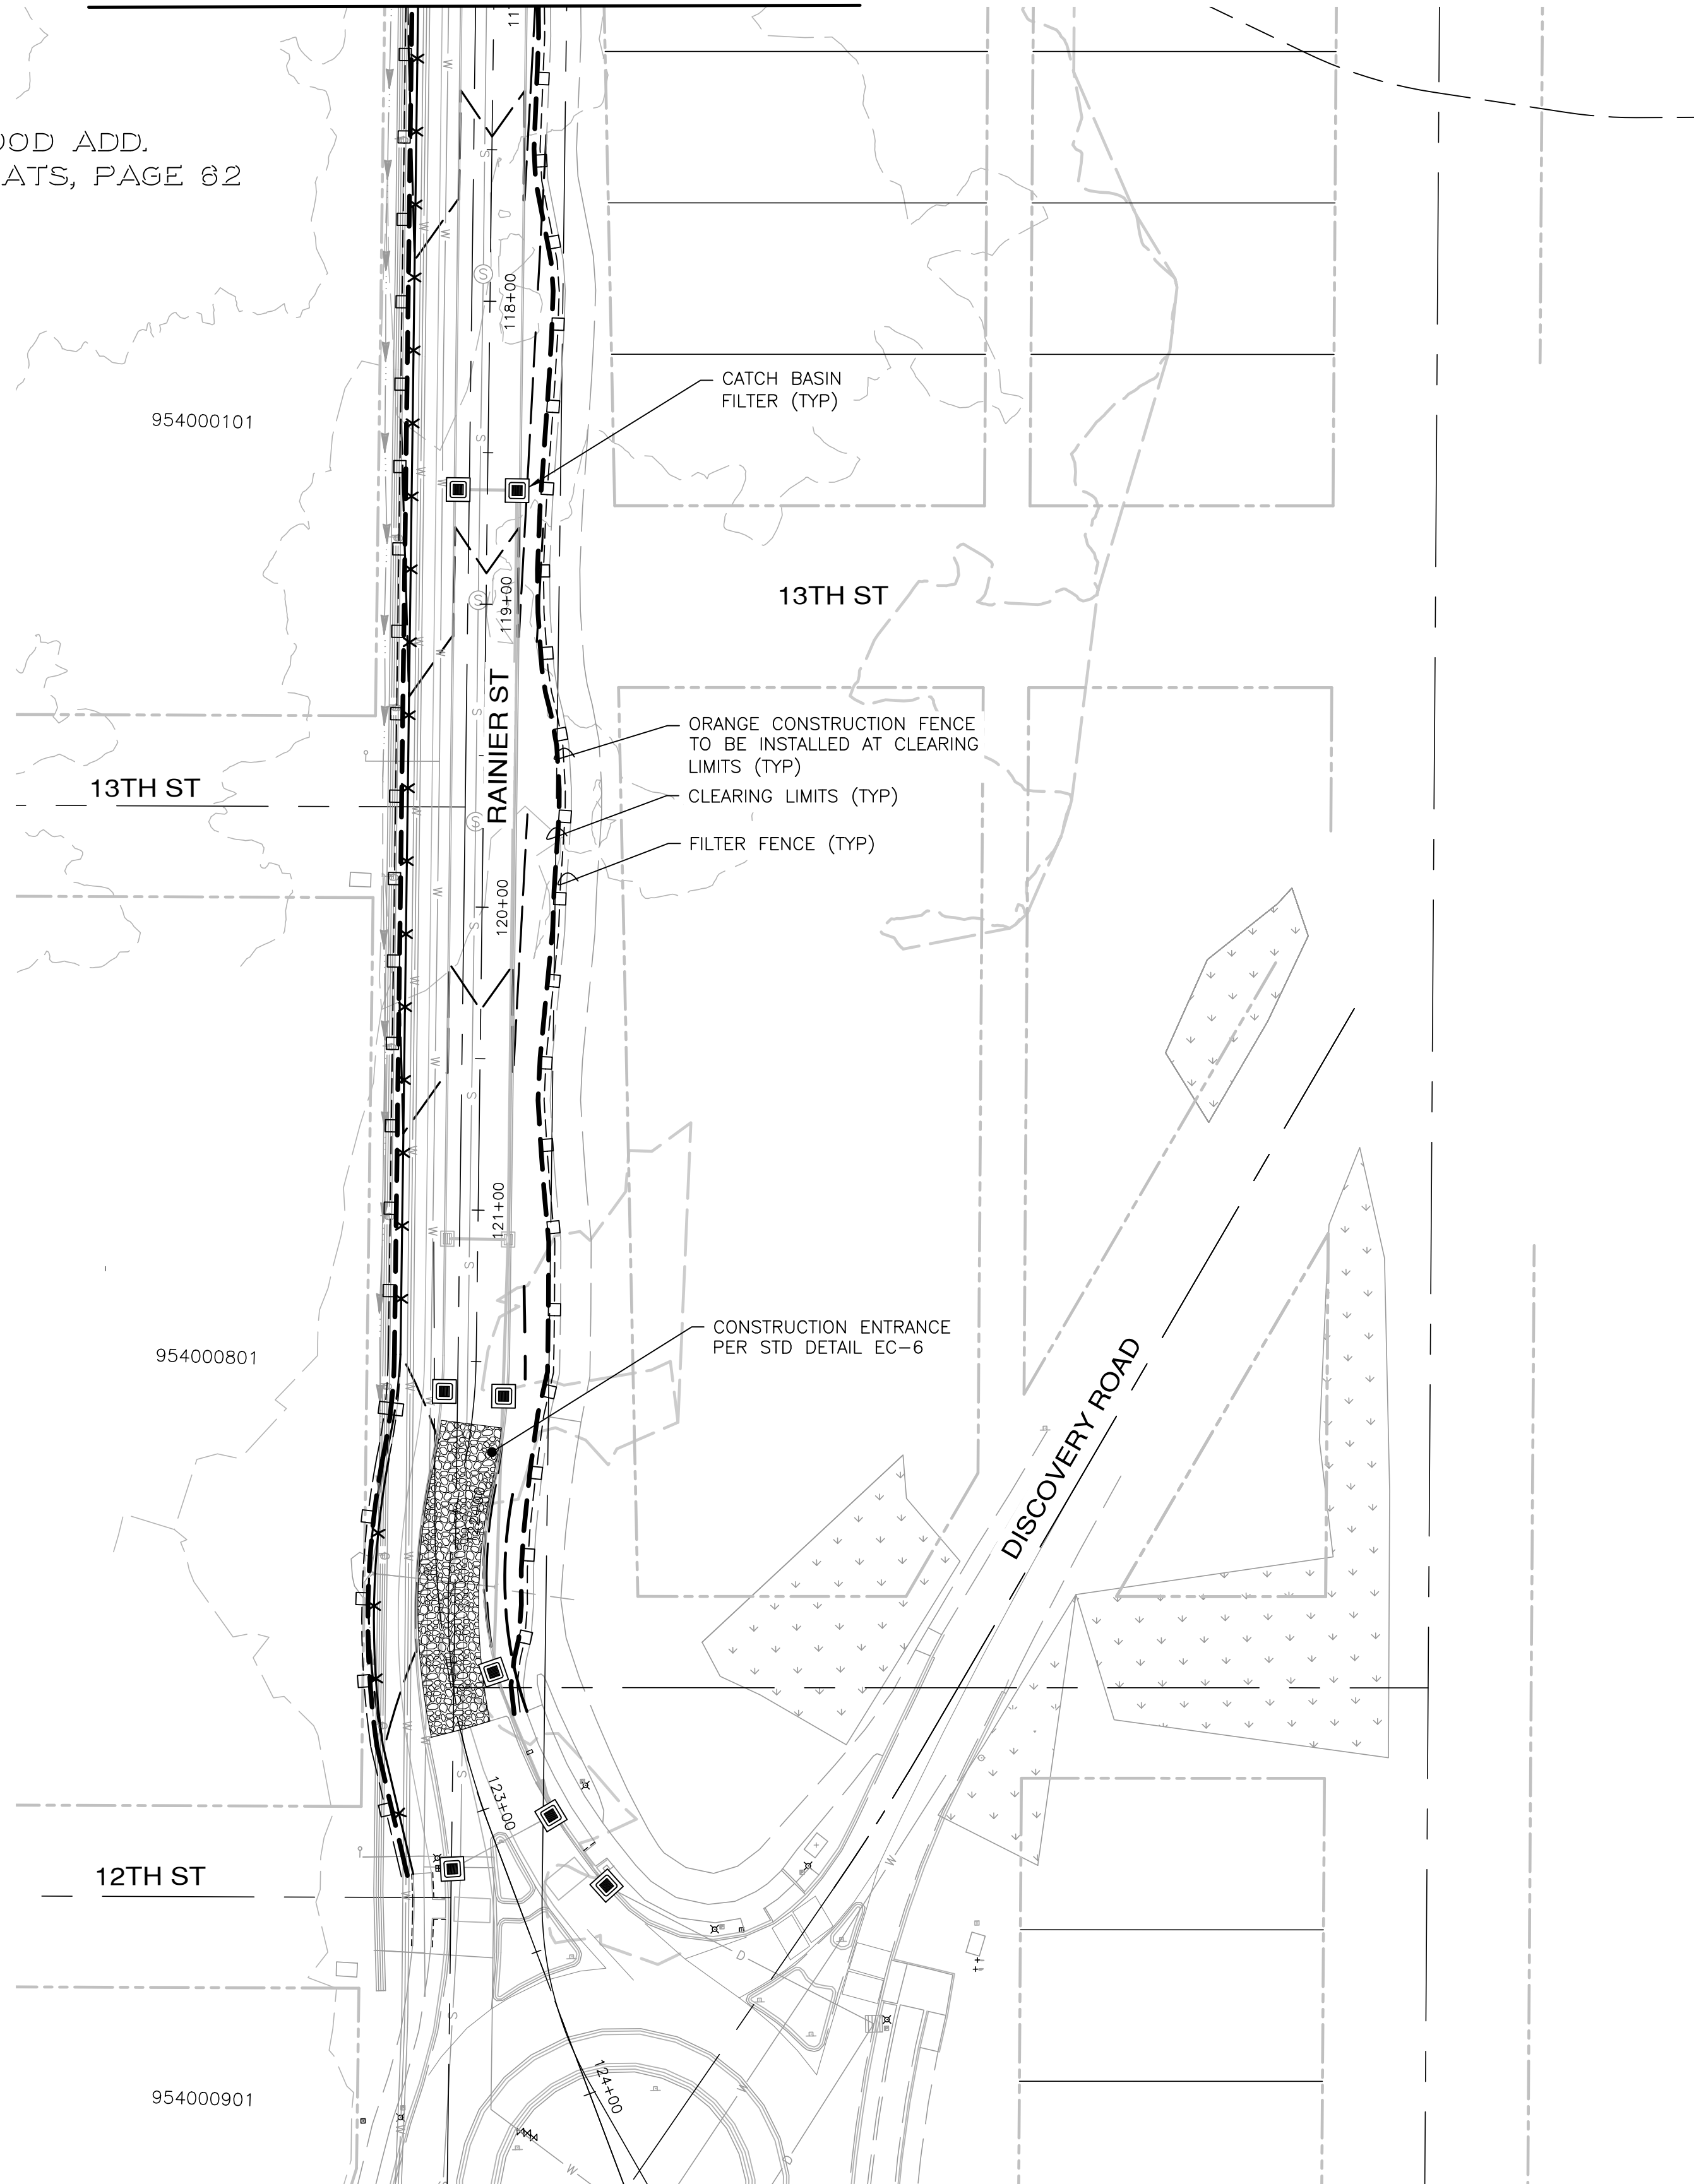 11
OOD ADD.
ATS, PAGE 62
118+00
CATCH BASIN
FILTER (TYP)
954000101
13TH ST
119+00
RAINIER ST
ORANGE CONSTRUCTION FENCE
TO BE INSTALLED AT CLEARING
LIMITS (TYP)
13TH ST
CLEARING LIMITS (TYP)
FILTER FENCE (TYP)
120+00
121+00
CONSTRUCTION ENTRANCE
PER STD DETAIL EC-6
954000801
DISCOVERY ROAD
122+00
123+00
12TH ST
124+00
954000901